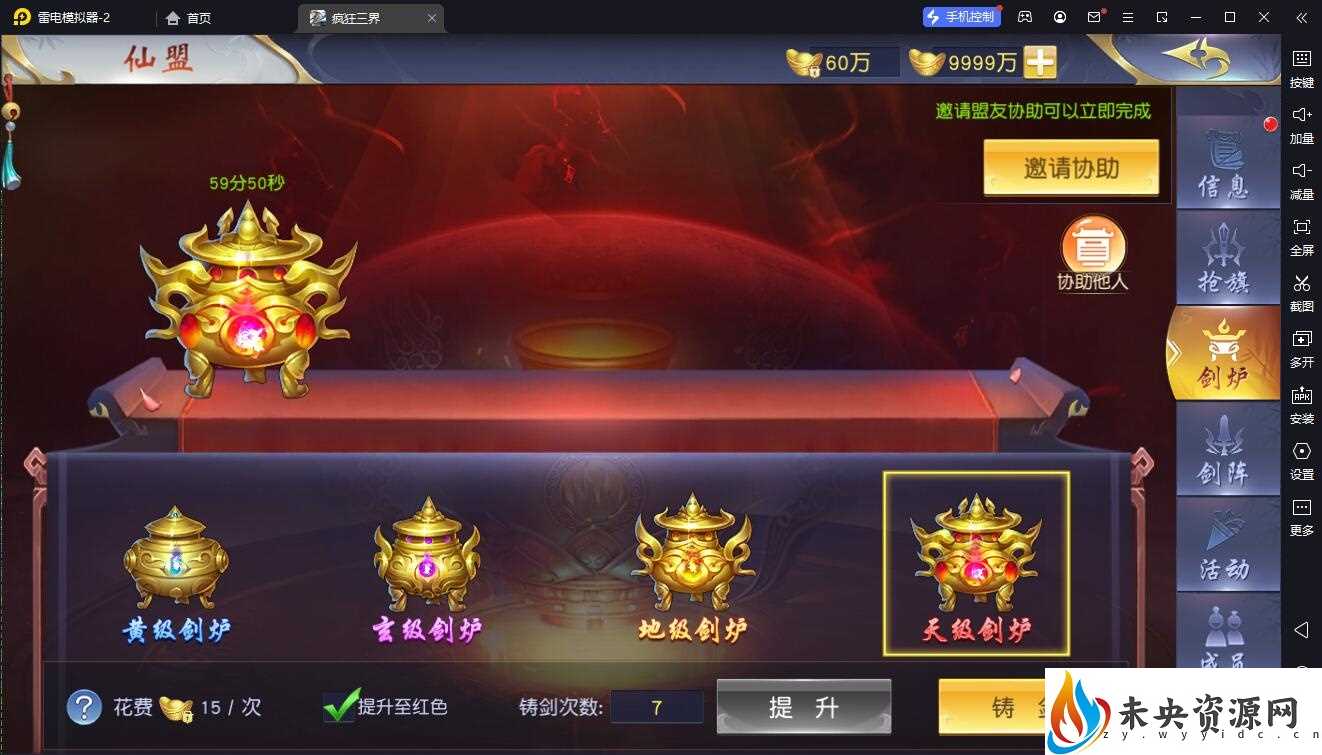 雷电模拟器-2
首页
疯狂三界
手机控制
仙盟
60万
9999万
按键
加量
减量
全屏
截图
多开
安装
设置
更多
邀请盟友协助可以立即完成
邀请协助
协助他人
59分50秒
信息
抢旗
剑炉
剑阵
活动
成员
黄级剑炉
玄级剑炉
地级剑炉
天级剑炉
花费
15 / 次
提升至红色
铸剑次数:
7
提 升
铸
未央资源网
zy.wyyidc.cn